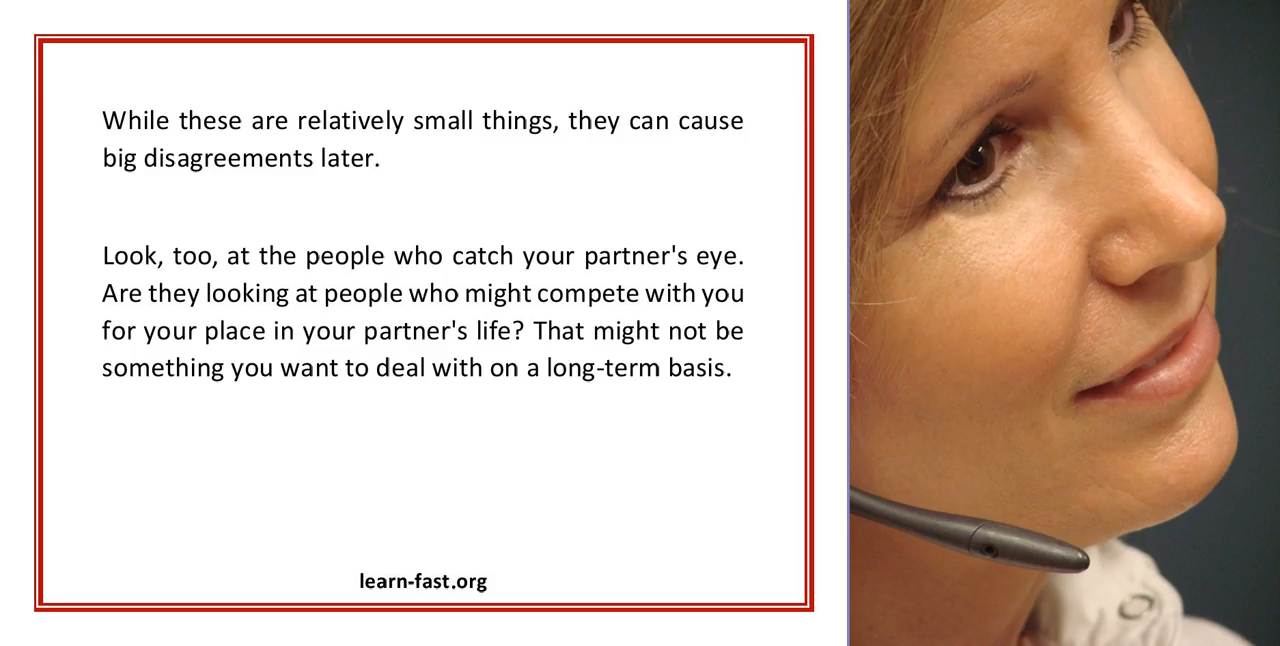 While these are relatively small things, they can cause
big disagreements later.
Look, too, at the people who catch your partner's eye.
Are they looking at people who might compete with you
for your place in your partner's life? That might not be
something you want to deal with on a long-term basis.
learn-fast.org